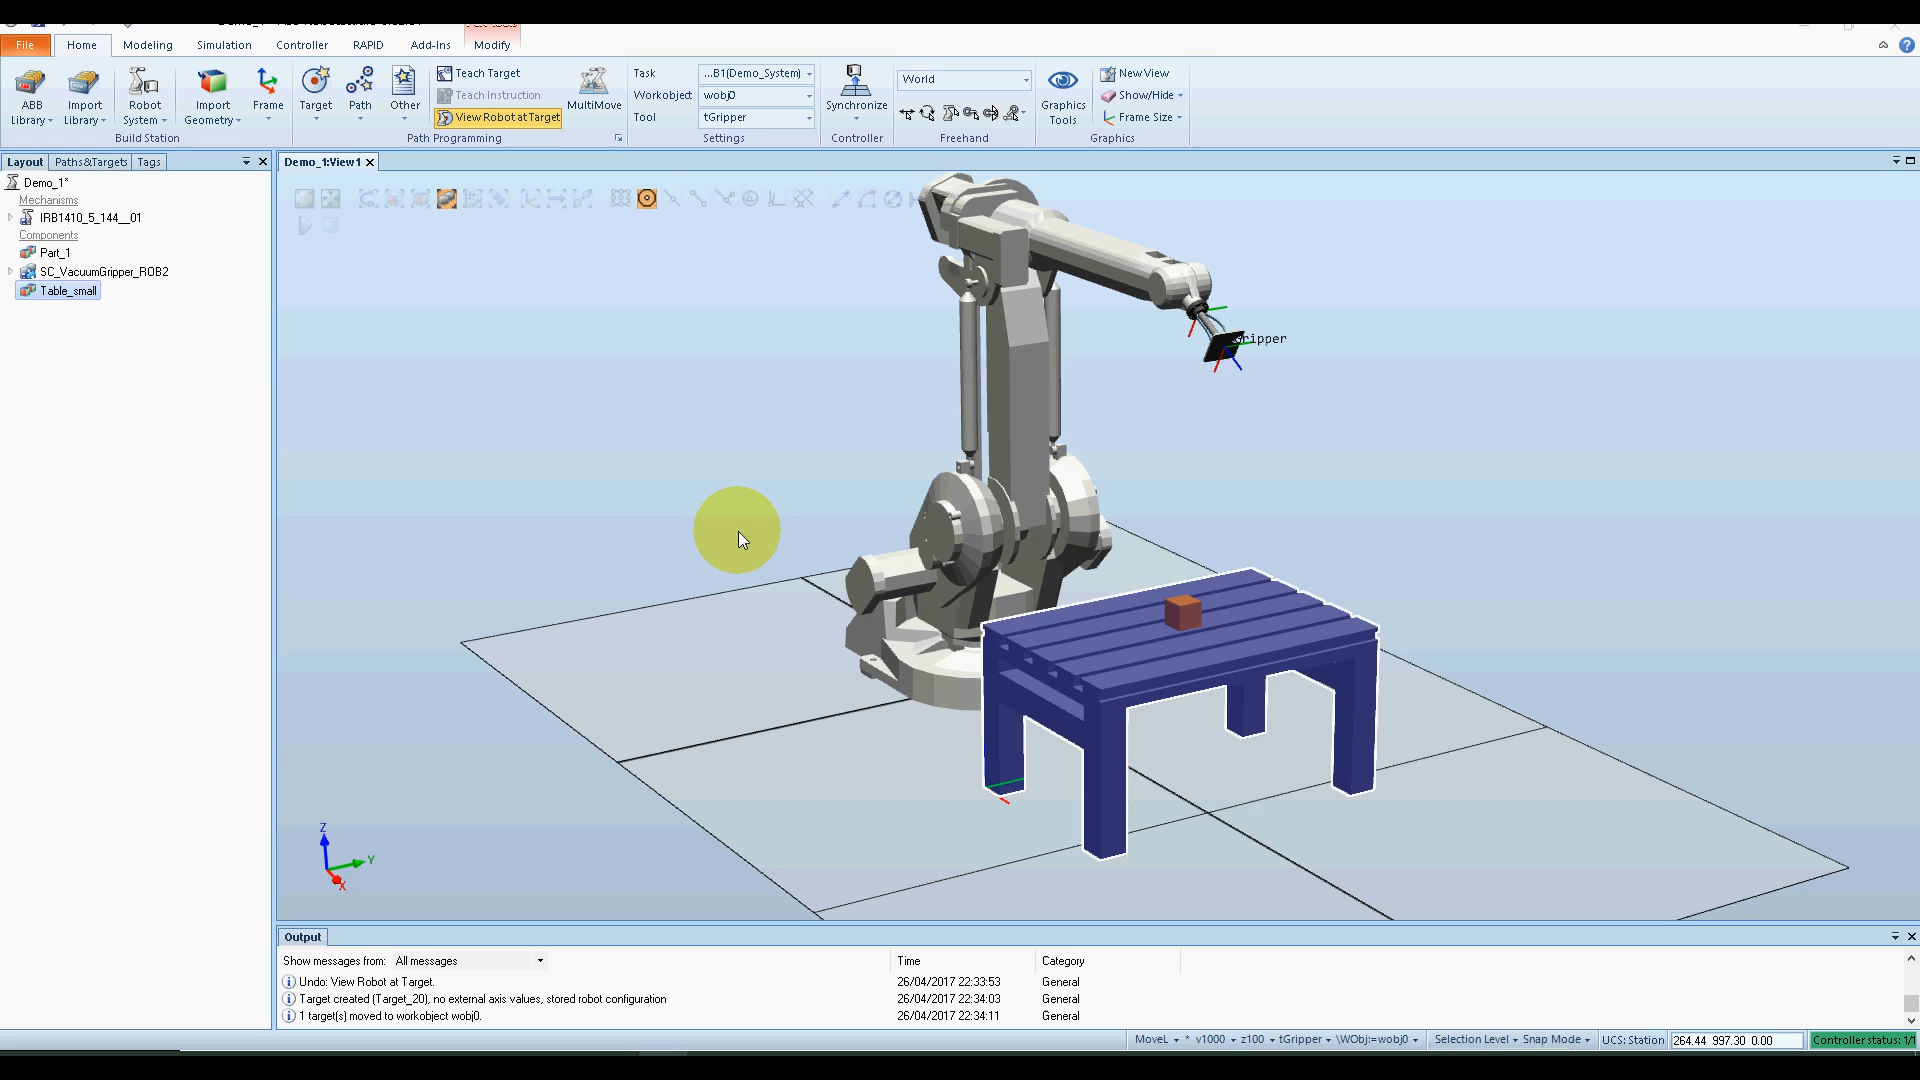 File Home Modeling Simulation Controller RAPID Add-Ins Modify
ABB Library
Import Library
Robot System
Import Geometry
Frame
Build Station
Target
Path
Other
Teach Target
Teach Instruction
View Robot at Target
MultiMove
Path Programming
Task ...B1(Demo_System)
Workobject wobj0
Tool tGripper
Settings
Synchronize
Controller
World
Freehand
Graphics Tools
New View
Show/Hide
Frame Size
Graphics
Layout Paths&Targets Tags
Demo_1*
Mechanisms
IRB1410_5_144__01
Components
Part_1
SC_VacuumGripper_ROB2
Table_small
Demo_1:View1
Z
Y
X
Output
Show messages from: All messages Time Category
Undo: View Robot at Target. 26/04/2017 22:33:53 General
Target created (Target_20), no external axis values, stored robot configuration 26/04/2017 22:34:03 General
1 target(s) moved to workobject wobj0. 26/04/2017 22:34:11 General
MoveL * v1000 z100 tGripper \WObj:=wobj0 Selection Level Snap Mode UCS: Station 264.44 997.30 0.00 Controller status: 1/1